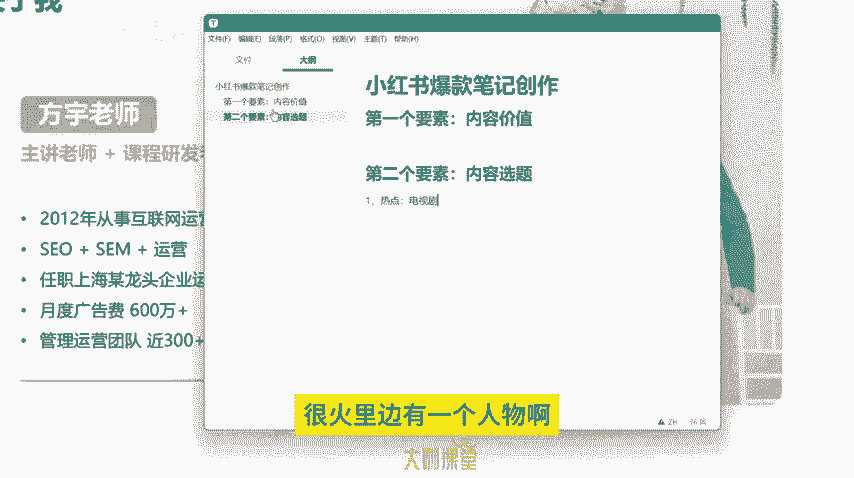 方宇老师
主讲老师 + 课程研发
• 2012年从事互联网运营
• SEO + SEM + 运营
• 任职上海某龙头企业运
• 月度广告费 600万+
• 管理运营团队 近300+
文件(F) 编辑(E) 段落(P) 格式(O) 视图(V) 主题(T) 帮助(H)
文件 大纲
小红书爆款笔记创作
第一个要素：内容价值
第二个要素：内容选题
小红书爆款笔记创作
第一个要素：内容价值
第二个要素：内容选题
1、热点：电视剧
很火里边有一个人物啊